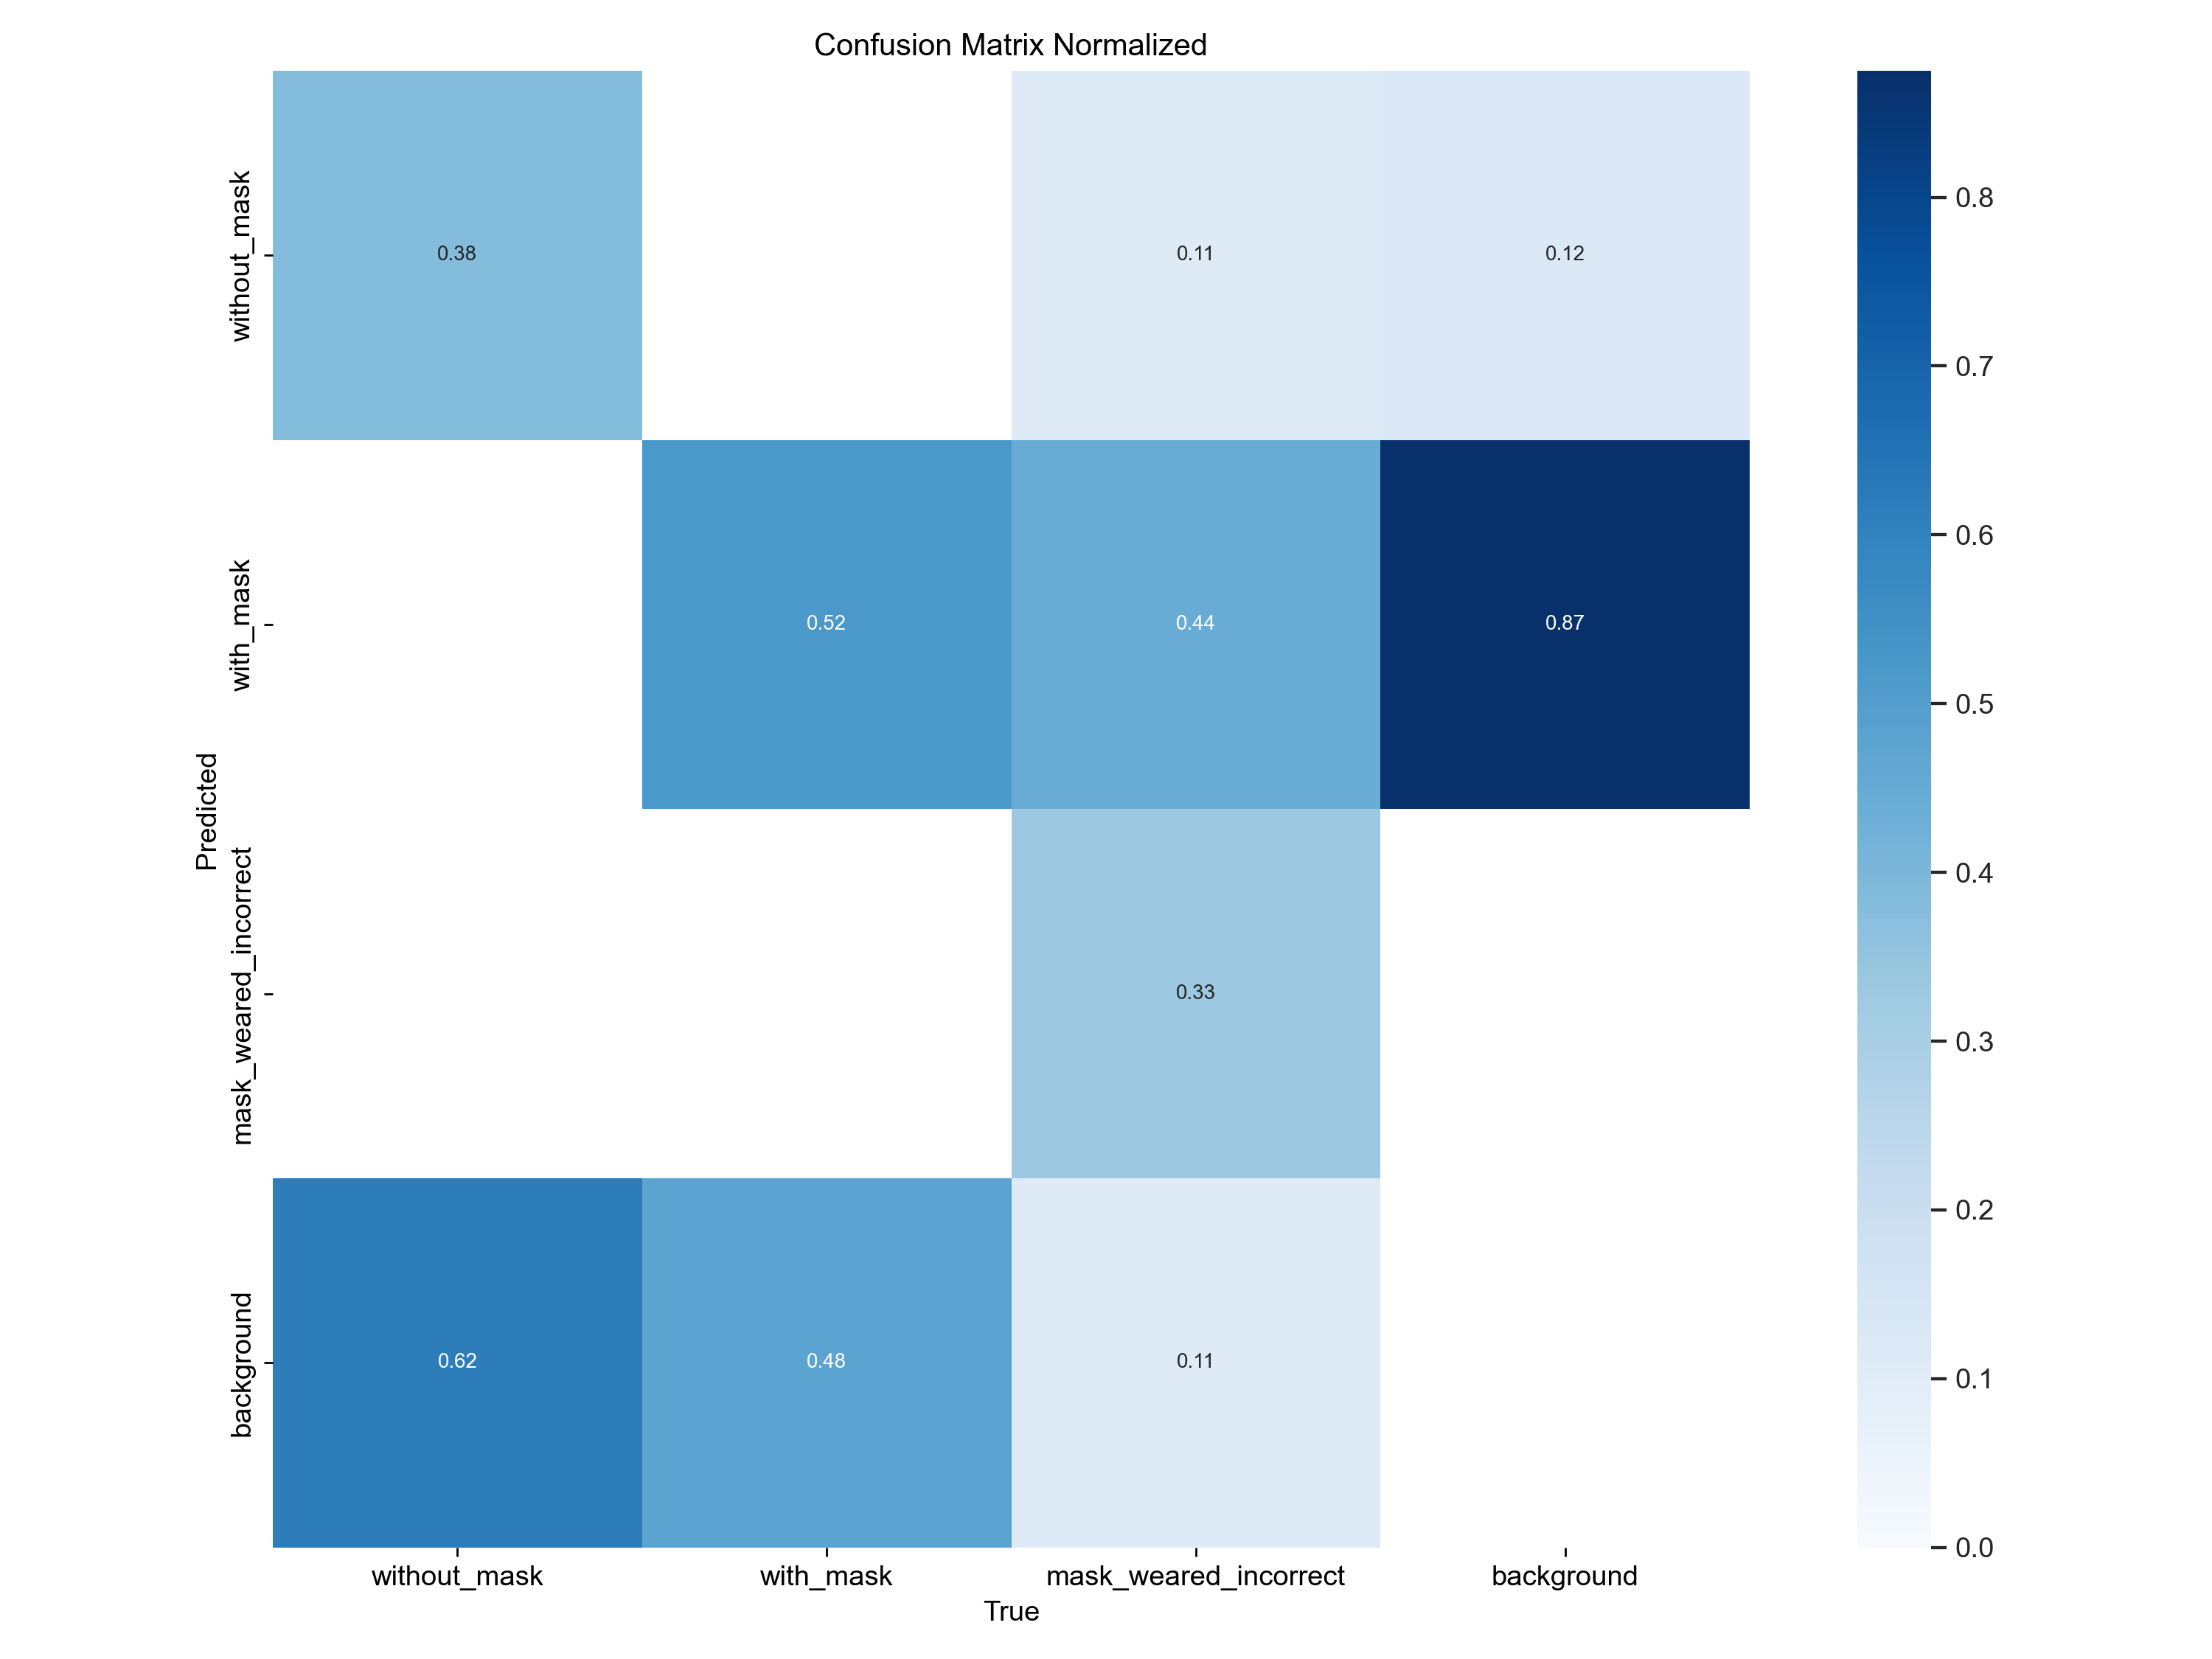 Confusion Matrix Normalized
Predicted
without_mask
0.38
0.11
0.12
with_mask
0.52
0.44
0.87
mask_weared_incorrect
0.33
background
0.62
0.48
0.11
without_mask
with_mask
mask_weared_incorrect
background
True
0.8
0.7
0.6
0.5
0.4
0.3
0.2
0.1
0.0